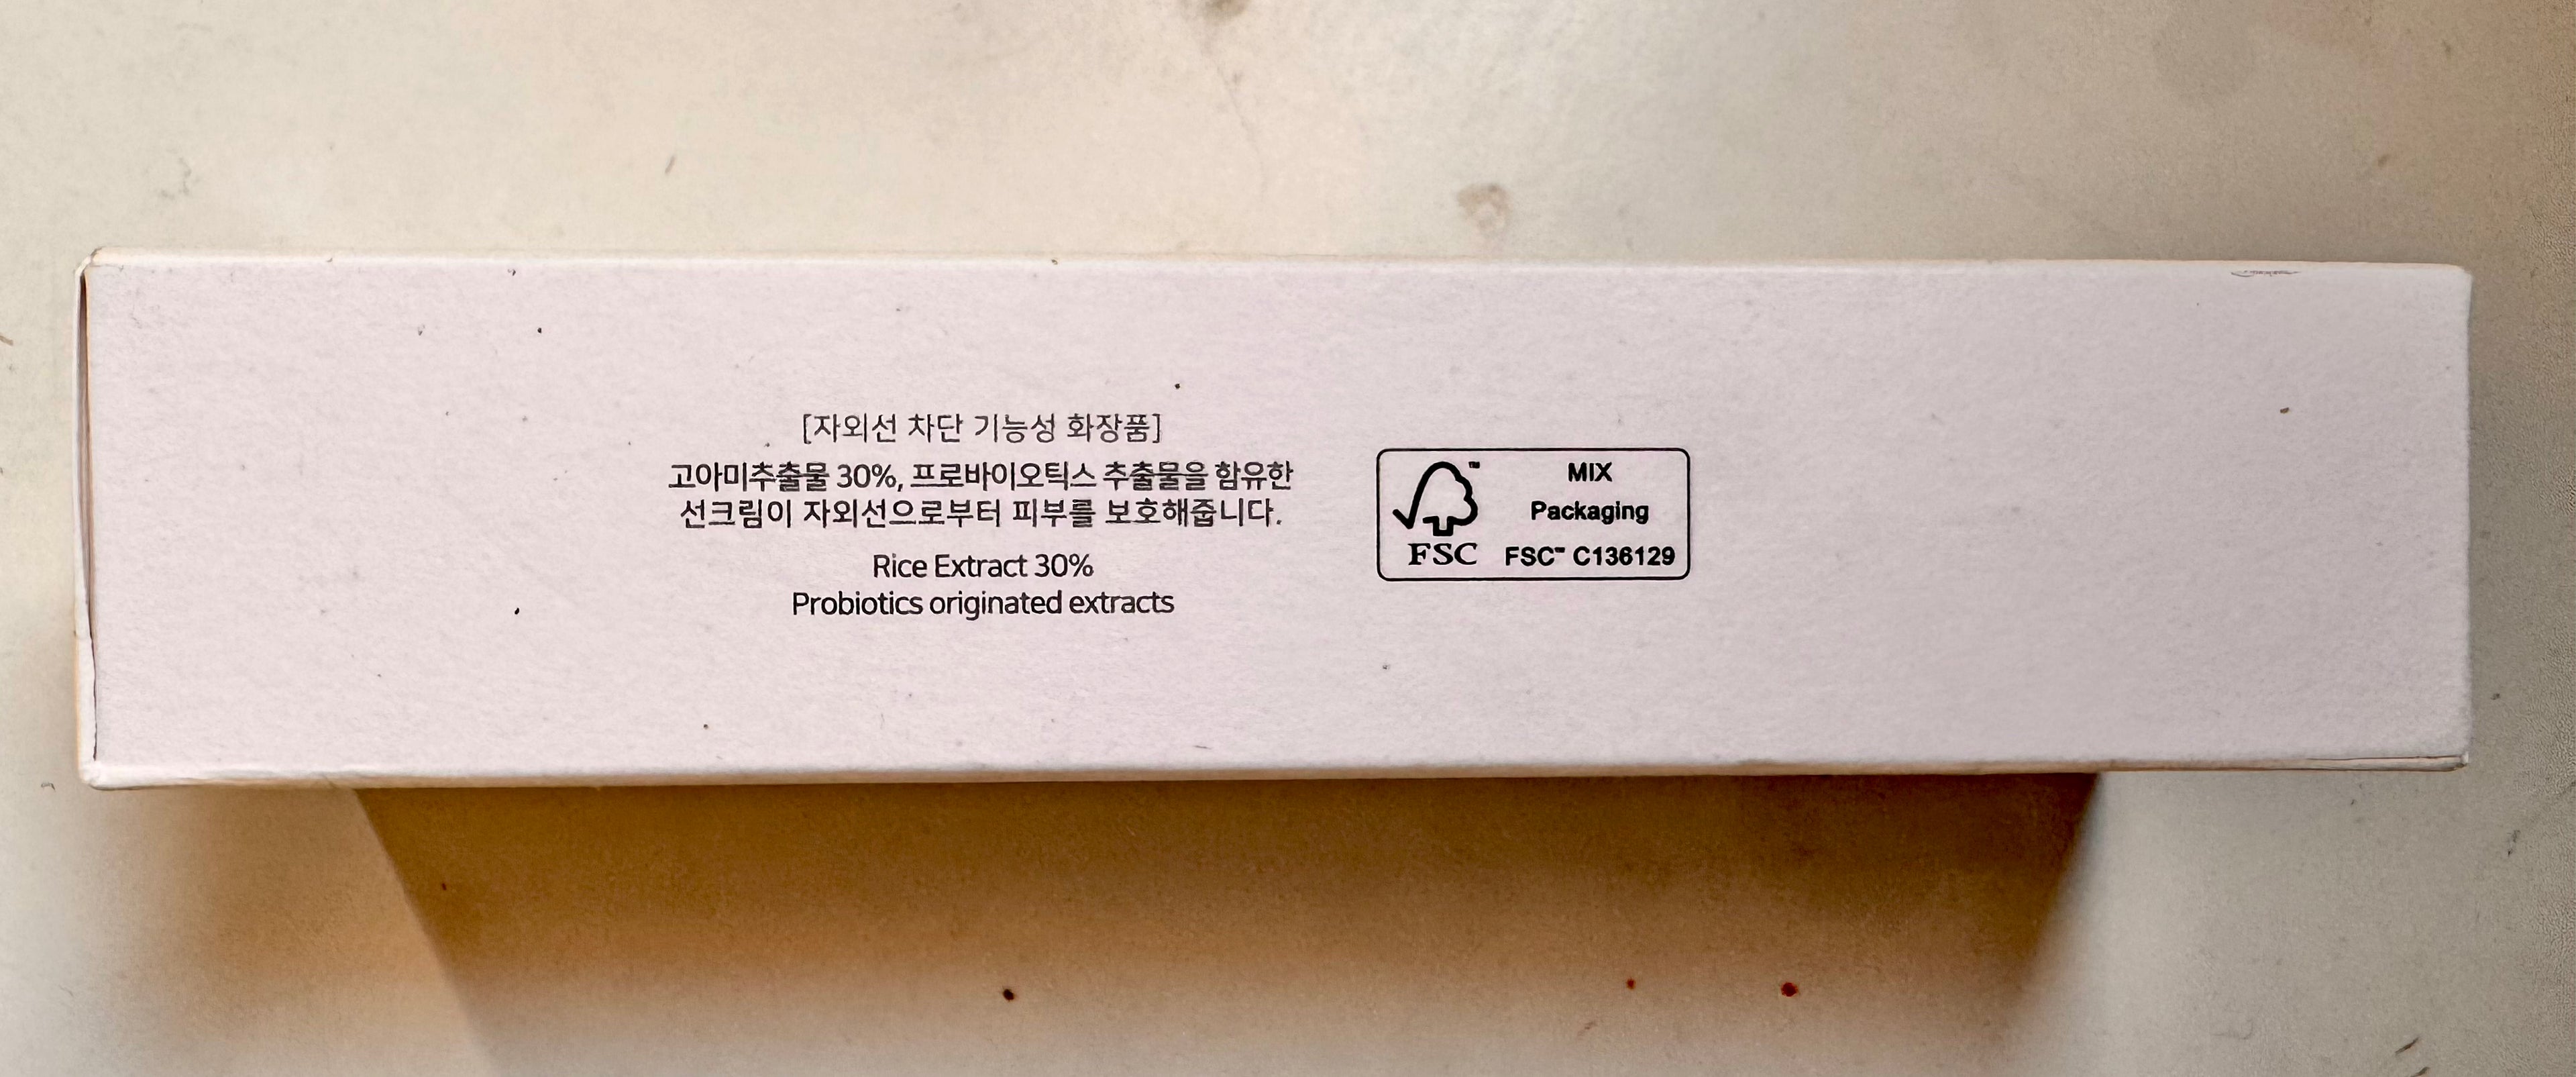 [자외선 차단 기능성 화장품]
고아미추출물 30%, 프로바이오틱스 추출물을 함유한
선크림이 자외선으로부터 피부를 보호해줍니다.
Rice Extract 30%
Probiotics originated extracts
™
FSC
MIX
Packaging
FSC™ C136129